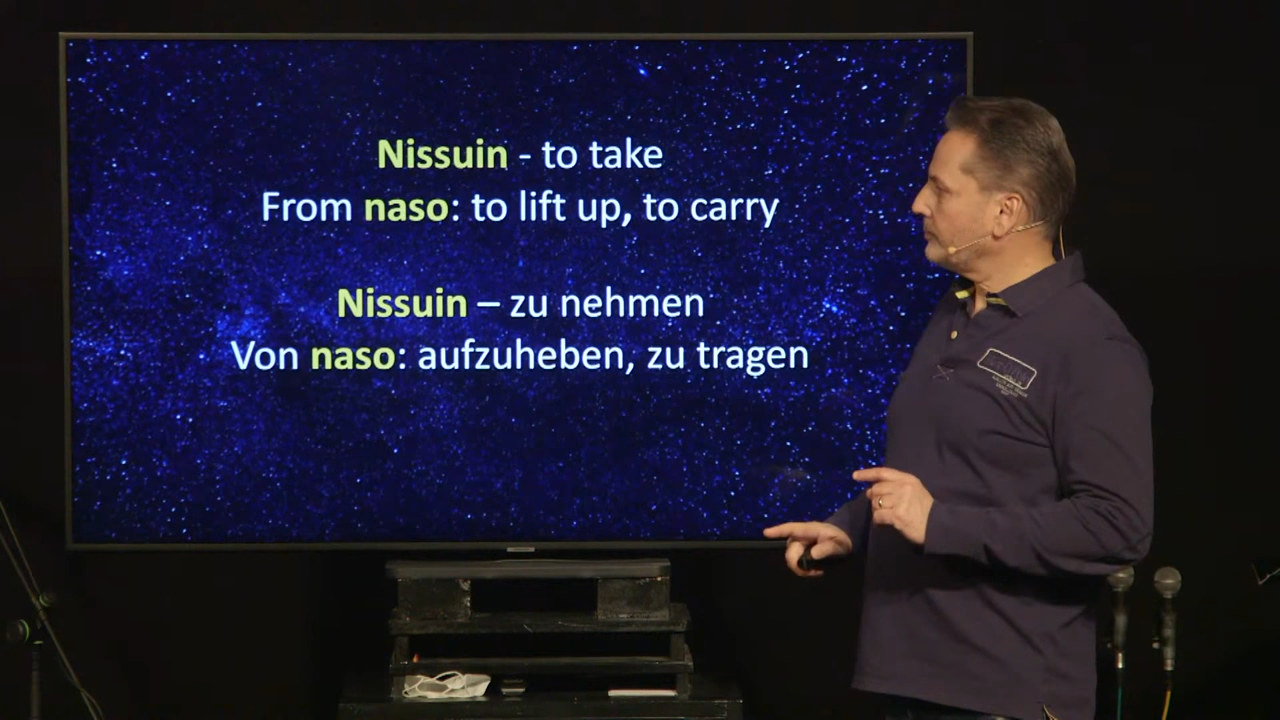 Nissuin - to take
From naso: to lift up, to carry
Nissuin – zu nehmen
Von naso: aufzuheben, zu tragen